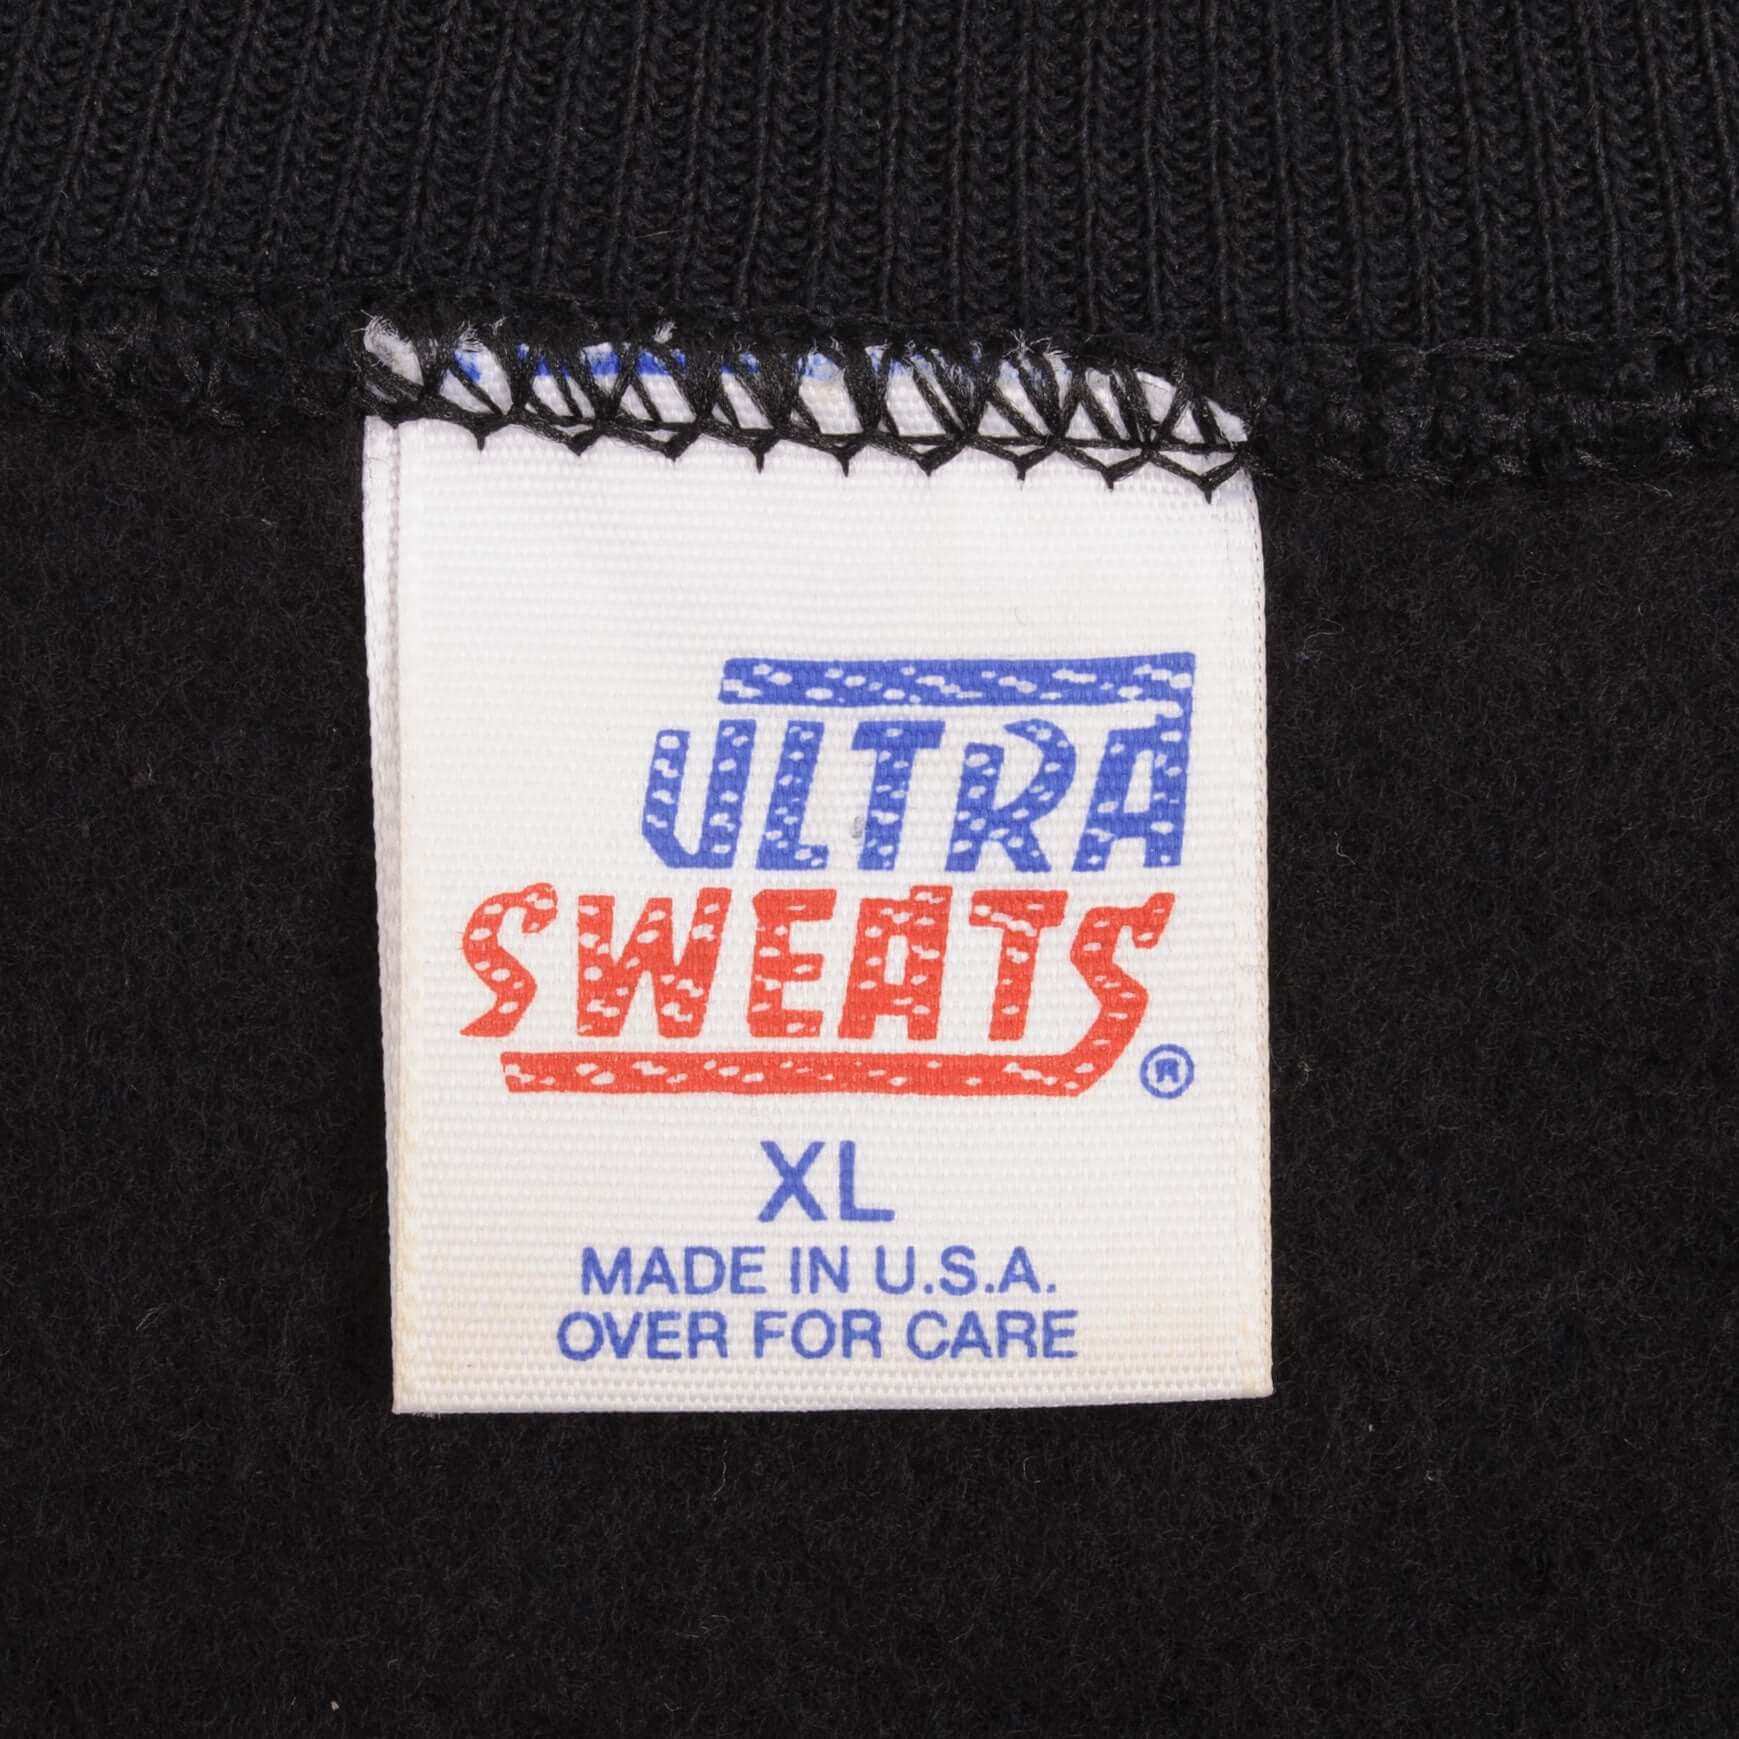 ULTRA
SWEATS ®
XL
MADE IN U.S.A.
OVER FOR CARE